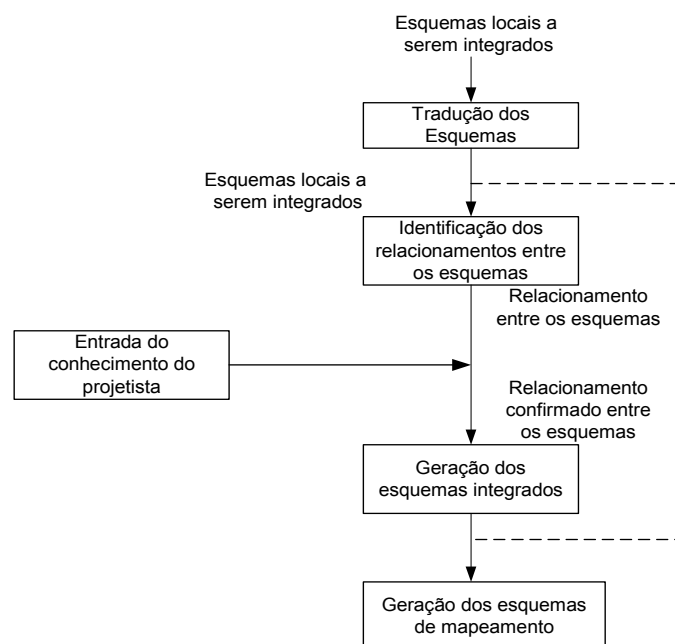 Esquemas locais a
serem integrados
Tradução dos
Esquemas
Esquemas locais a
serem integrados
Identificação dos
relacionamentos entre
os esquemas
Relacionamento
entre os esquemas
Entrada do
conhecimento do
projetista
Relacionamento
confirmado entre
os esquemas
Geração dos
esquemas integrados
Geração dos esquemas
de mapeamento